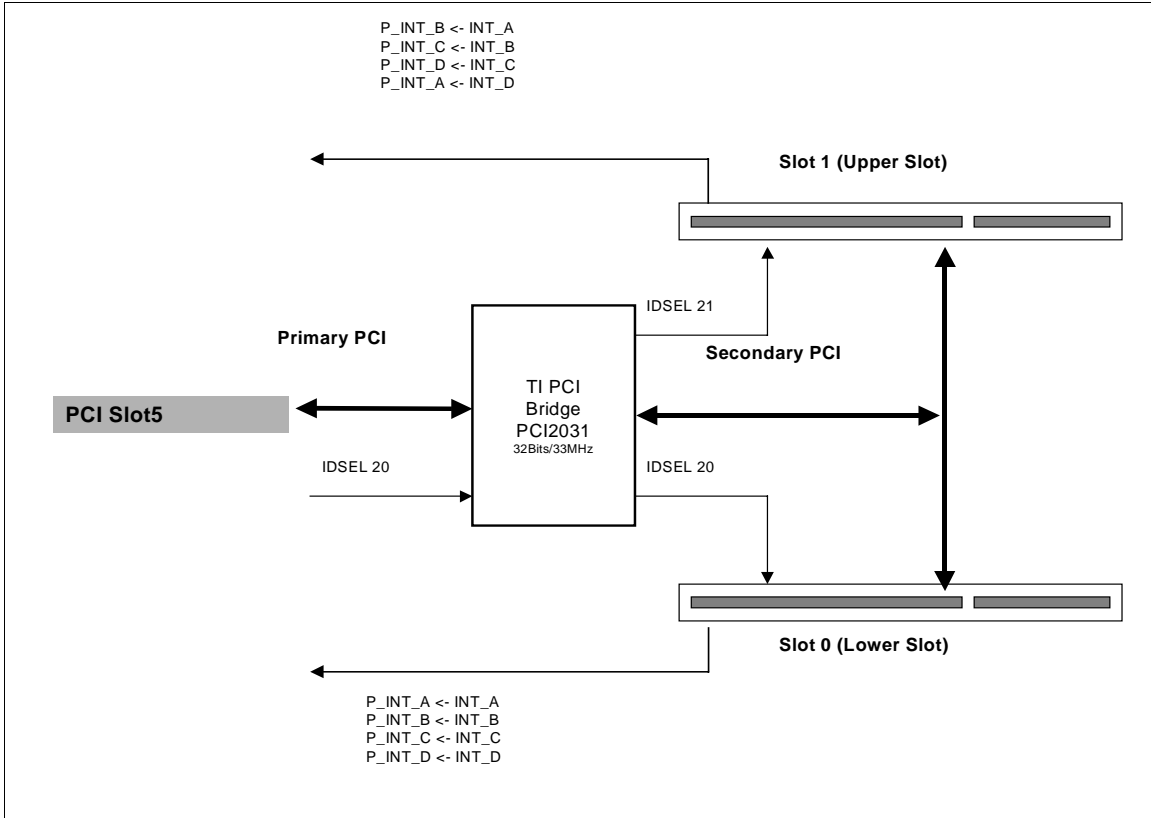 P_INT_B <- INT_A
P_INT_C <- INT_B
P_INT_D <- INT_C
P_INT_A <- INT_D
Slot 1 (Upper Slot)
IDSEL 21
Primary PCI
Secondary PCI
TI PCI
Bridge
PCI2031
32Bits/33MHz
PCI Slot5
IDSEL 20
IDSEL 20
Slot 0 (Lower Slot)
P_INT_A <- INT_A
P_INT_B <- INT_B
P_INT_C <- INT_C
P_INT_D <- INT_D